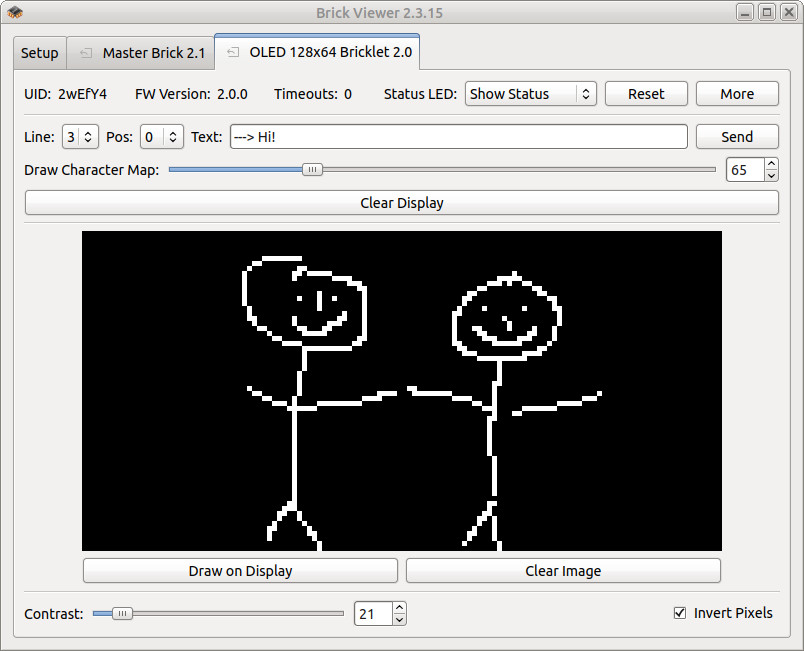 Brick Viewer 2.3.15
Setup Master Brick 2.1 OLED 128x64 Bricklet 2.0
UID: 2wEfY4 FW Version: 2.0.0 Timeouts: 0 Status LED: Show Status Reset More
Line: 3 Pos: 0 Text: ---> Hi! Send
Draw Character Map: 65
Clear Display
Draw on Display Clear Image
Contrast: 21 Invert Pixels